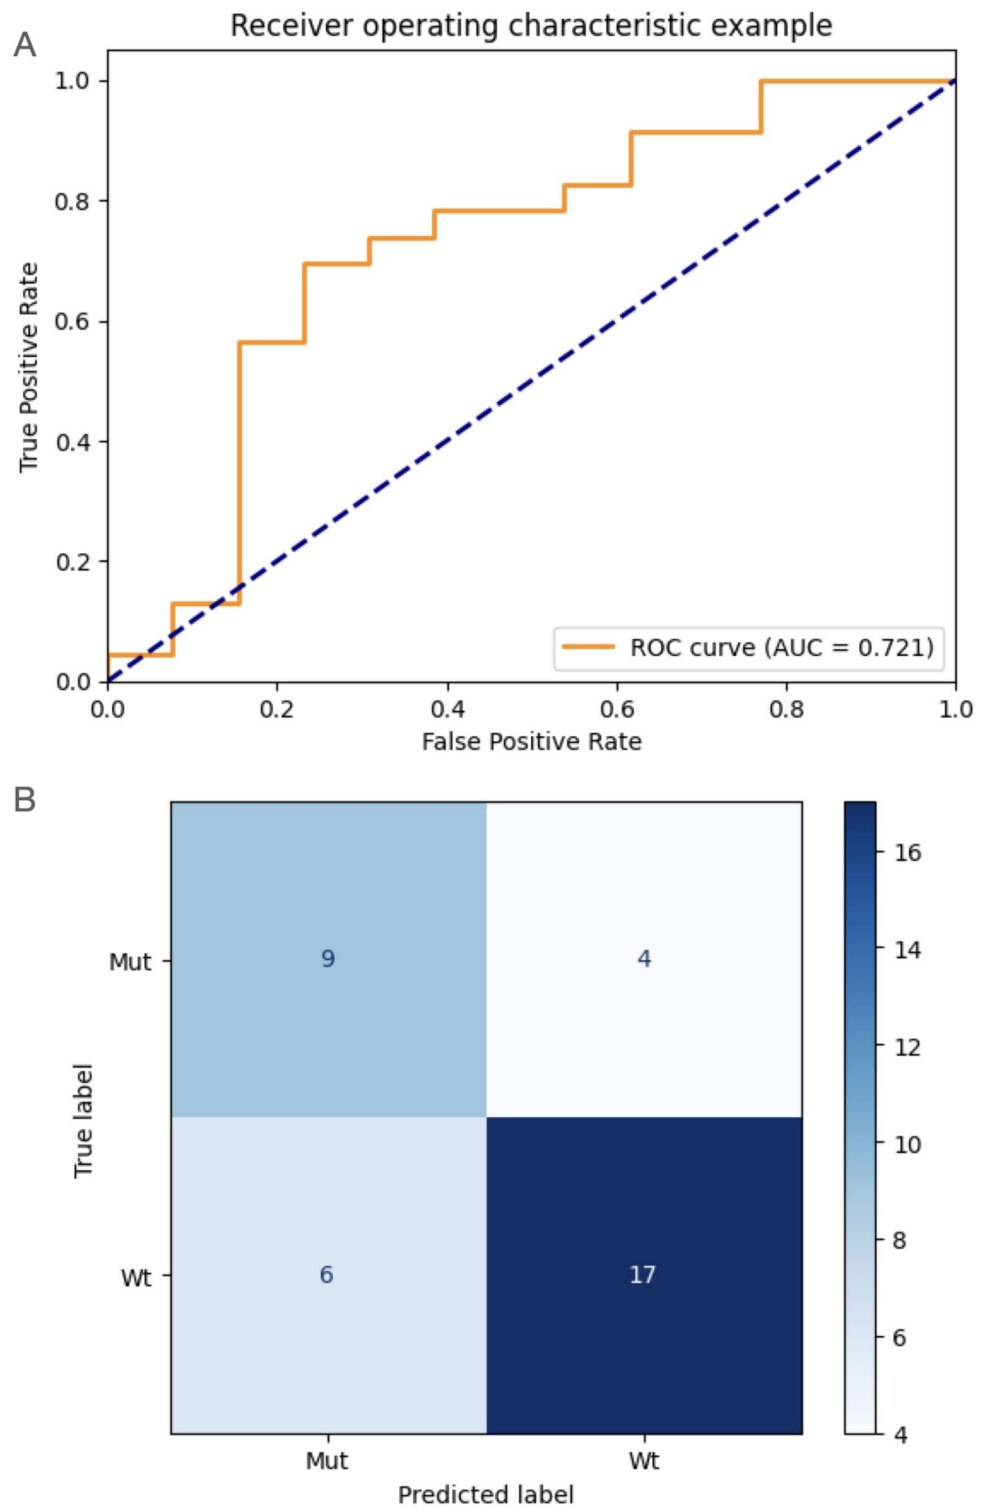 A
Receiver operating characteristic example
1.0
0.8
0.6
0.4
0.2
0.0
True Positive Rate
ROC curve (AUC = 0.721)
0.0 0.2 0.4 0.6 0.8 1.0
False Positive Rate
B
Mut
Wt
True label
9 4
6 17
Mut Wt
Predicted label
16
14
12
10
8
6
4